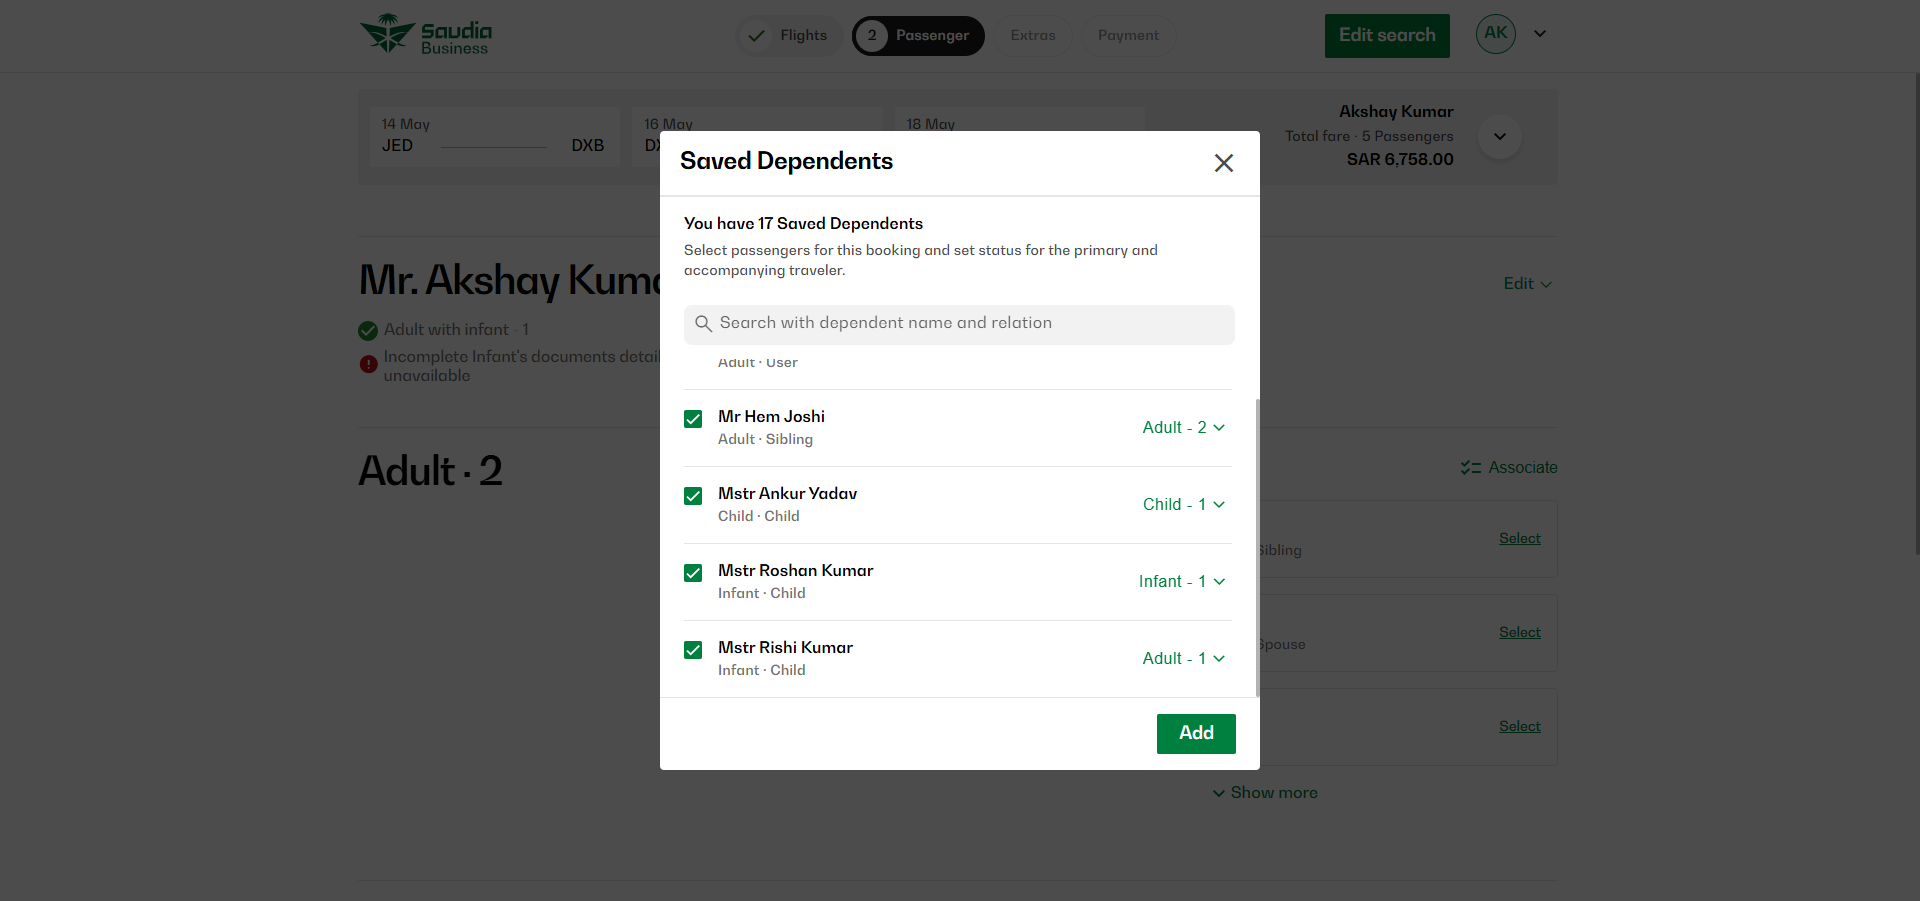 Saudia
Business
Flights
2 Passenger
Extras
Payment
Edit search
AK
14 May
JED DXB
16 May
18 May
Akshay Kumar
Total fare · 5 Passengers
SAR 6,758.00
Mr. Akshay
Edit
Adult with infant · 1
Incomplete Infant's documents
unavailable
Adult · 2
Associate
Select
Spouse
Select
Select
Show more
Saved Dependents
You have 17 Saved Dependents
Select passengers for this booking and set status for the primary and
accompanying traveler.
Search with dependent name and relation
Adult · User
Mr Hem Joshi
Adult · Sibling
Adult - 2
Mstr Ankur Yadav
Child · Child
Child - 1
Mstr Roshan Kumar
Infant · Child
Infant - 1
Mstr Rishi Kumar
Infant · Child
Adult - 1
Add